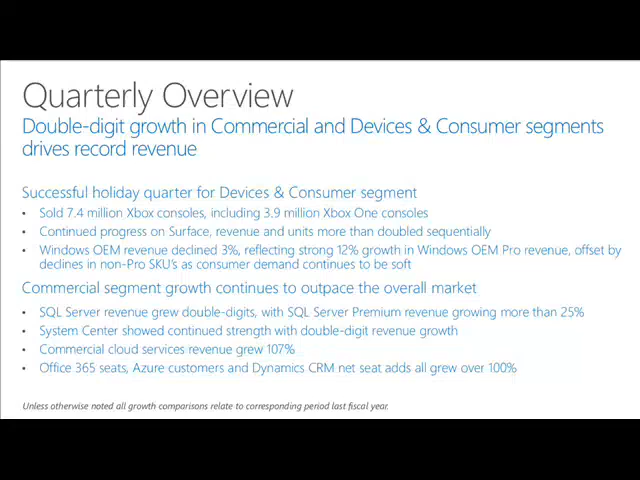 Quarterly Overview
Double-digit growth in Commercial and Devices & Consumer segments
drives record revenue
Successful holiday quarter for Devices & Consumer segment
• Sold 7.4 million Xbox consoles, including 3.9 million Xbox One consoles
• Continued progress on Surface, revenue and units more than doubled sequentially
• Windows OEM revenue declined 3%, reflecting strong 12% growth in Windows OEM Pro revenue, offset by
declines in non-Pro SKU's as consumer demand continues to be soft
Commercial segment growth continues to outpace the overall market
• SQL Server revenue grew double-digits, with SQL Server Premium revenue growing more than 25%
• System Center showed continued strength with double-digit revenue growth
• Commercial cloud services revenue grew 107%
• Office 365 seats, Azure customers and Dynamics CRM net seat adds all grew over 100%
Unless otherwise noted all growth comparisons relate to corresponding period last fiscal year.